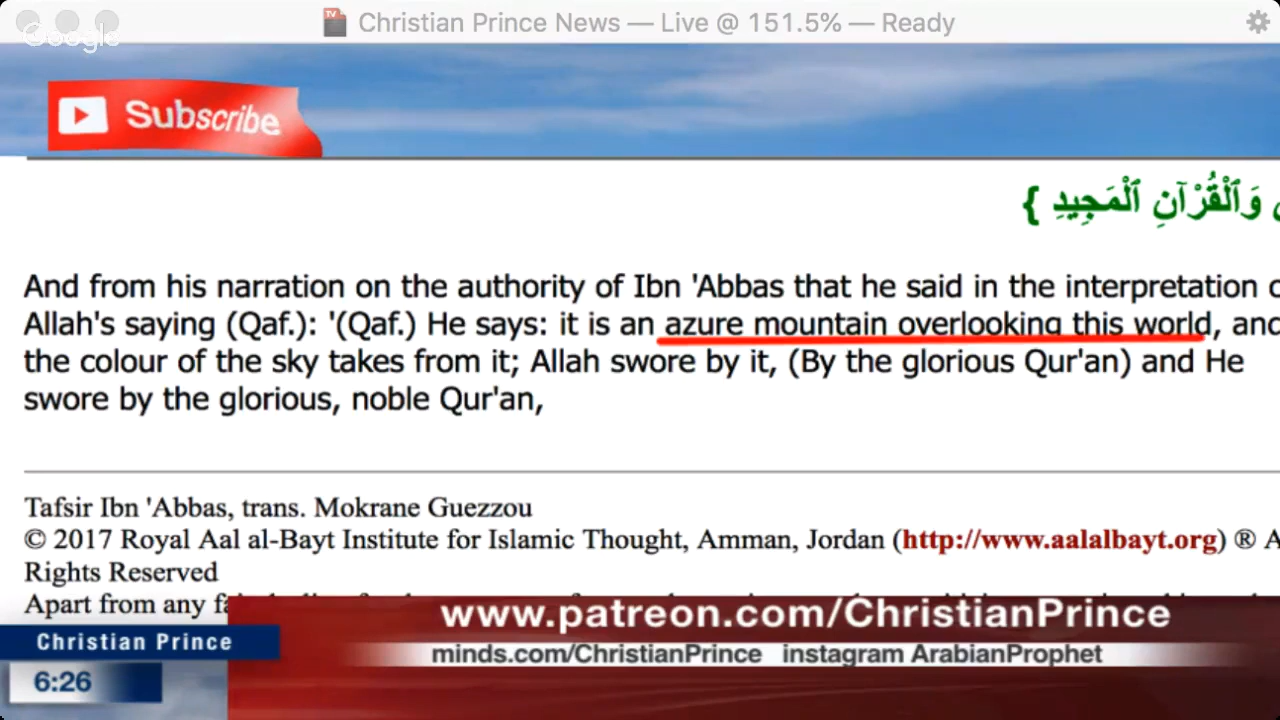 Christian Prince News — Live @ 151.5% — Ready
Google
Subscribe
وَٱلْقُرْآنِ ٱلْمَجِيدِ }
And from his narration on the authority of Ibn 'Abbas that he said in the interpretation
Allah's saying (Qaf.): '(Qaf.) He says: it is an azure mountain overlooking this world, and
the colour of the sky takes from it; Allah swore by it, (By the glorious Qur'an) and He
swore by the glorious, noble Qur'an,
Tafsir Ibn 'Abbas, trans. Mokrane Guezzou
© 2017 Royal Aal al-Bayt Institute for Islamic Thought, Amman, Jordan (http://www.aalalbayt.org) ® A
Rights Reserved
Apart from any
www.patreon.com/ChristianPrince
Christian Prince
minds.com/ChristianPrince instagram ArabianProphet
6:26